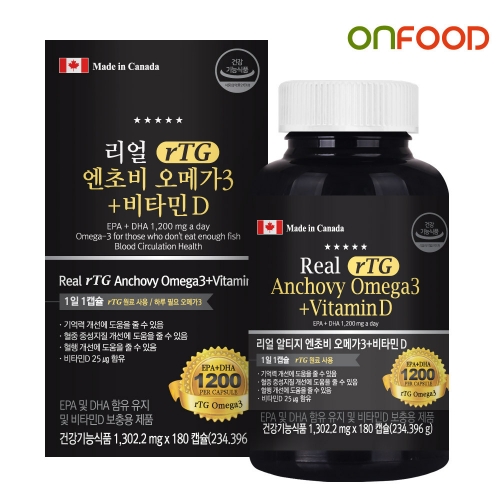 ONFOOD
Made in Canada
건강
기능식품
리얼 rTG
엔초비 오메가3
+비타민D
EPA + DHA 1,200 mg a day
Omega-3 for those who don't eat enough fish
Blood Circulation Health
Real rTG Anchovy Omega3+Vitamin
1일 1캡슐 rTG 원료 사용 / 하루 필요 오메가3
· 기억력 개선에 도움을 줄 수 있음
· 혈중 중성지질 개선에 도움을 줄 수 있음
· 혈행 개선에 도움을 줄 수 있음
· 비타민D 25 μg 함유
EPA+DHA
1200
PER CAPSULE
rTG Omega3
EPA 및 DHA 함유 유지
및 비타민D 보충용 제품
건강기능식품 1,302.2 mg x 180 캡슐(234.396
Made in Canada
건강
기능식품
Real rTG
Anchovy Omega3
+Vitamin D
EPA + DHA 1,200 mg a day
리얼 알티지 엔초비 오메가3+비타민 D
1일 1캡슐 rTG 원료 사용
· 기억력 개선에 도움을 줄 수 있음
· 혈중 중성지질 개선에 도움을 줄 수 있음
· 혈행 개선에 도움을 줄 수 있음
· 비타민D 25 μg 함유
EPA+DHA
1200
PER CAPSULE
rTG Omega3
EPA 및 DHA 함유 유지 및 비타민D 보충용 제품
건강기능식품 1,302.2 mg x 180 캡슐(234.396 g)